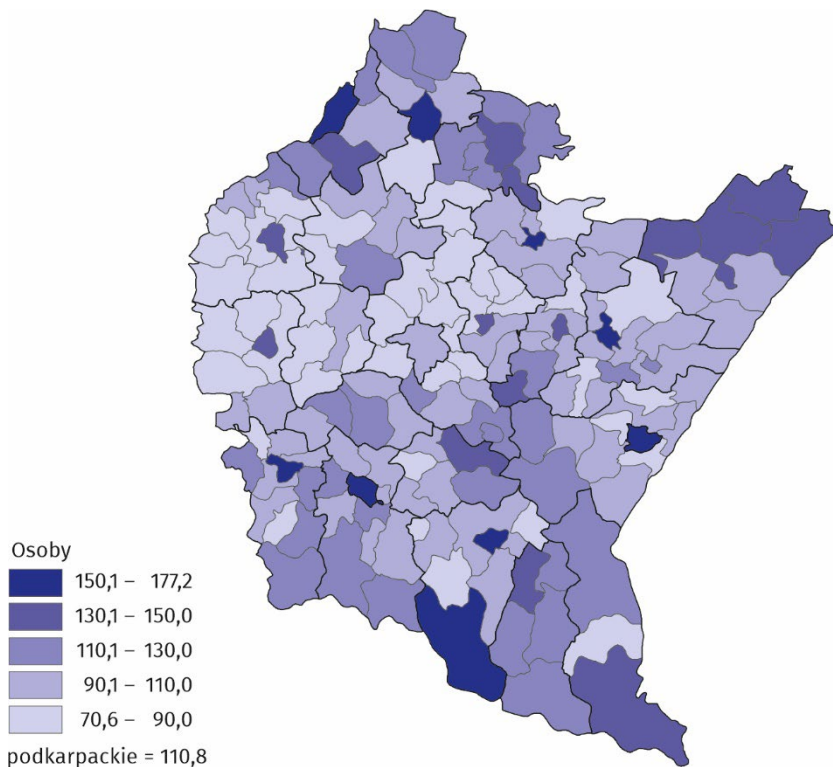 Osoby
150,1 – 177,2
130,1 – 150,0
110,1 – 130,0
90,1 – 110,0
70,6 – 90,0
podkarpackie = 110,8